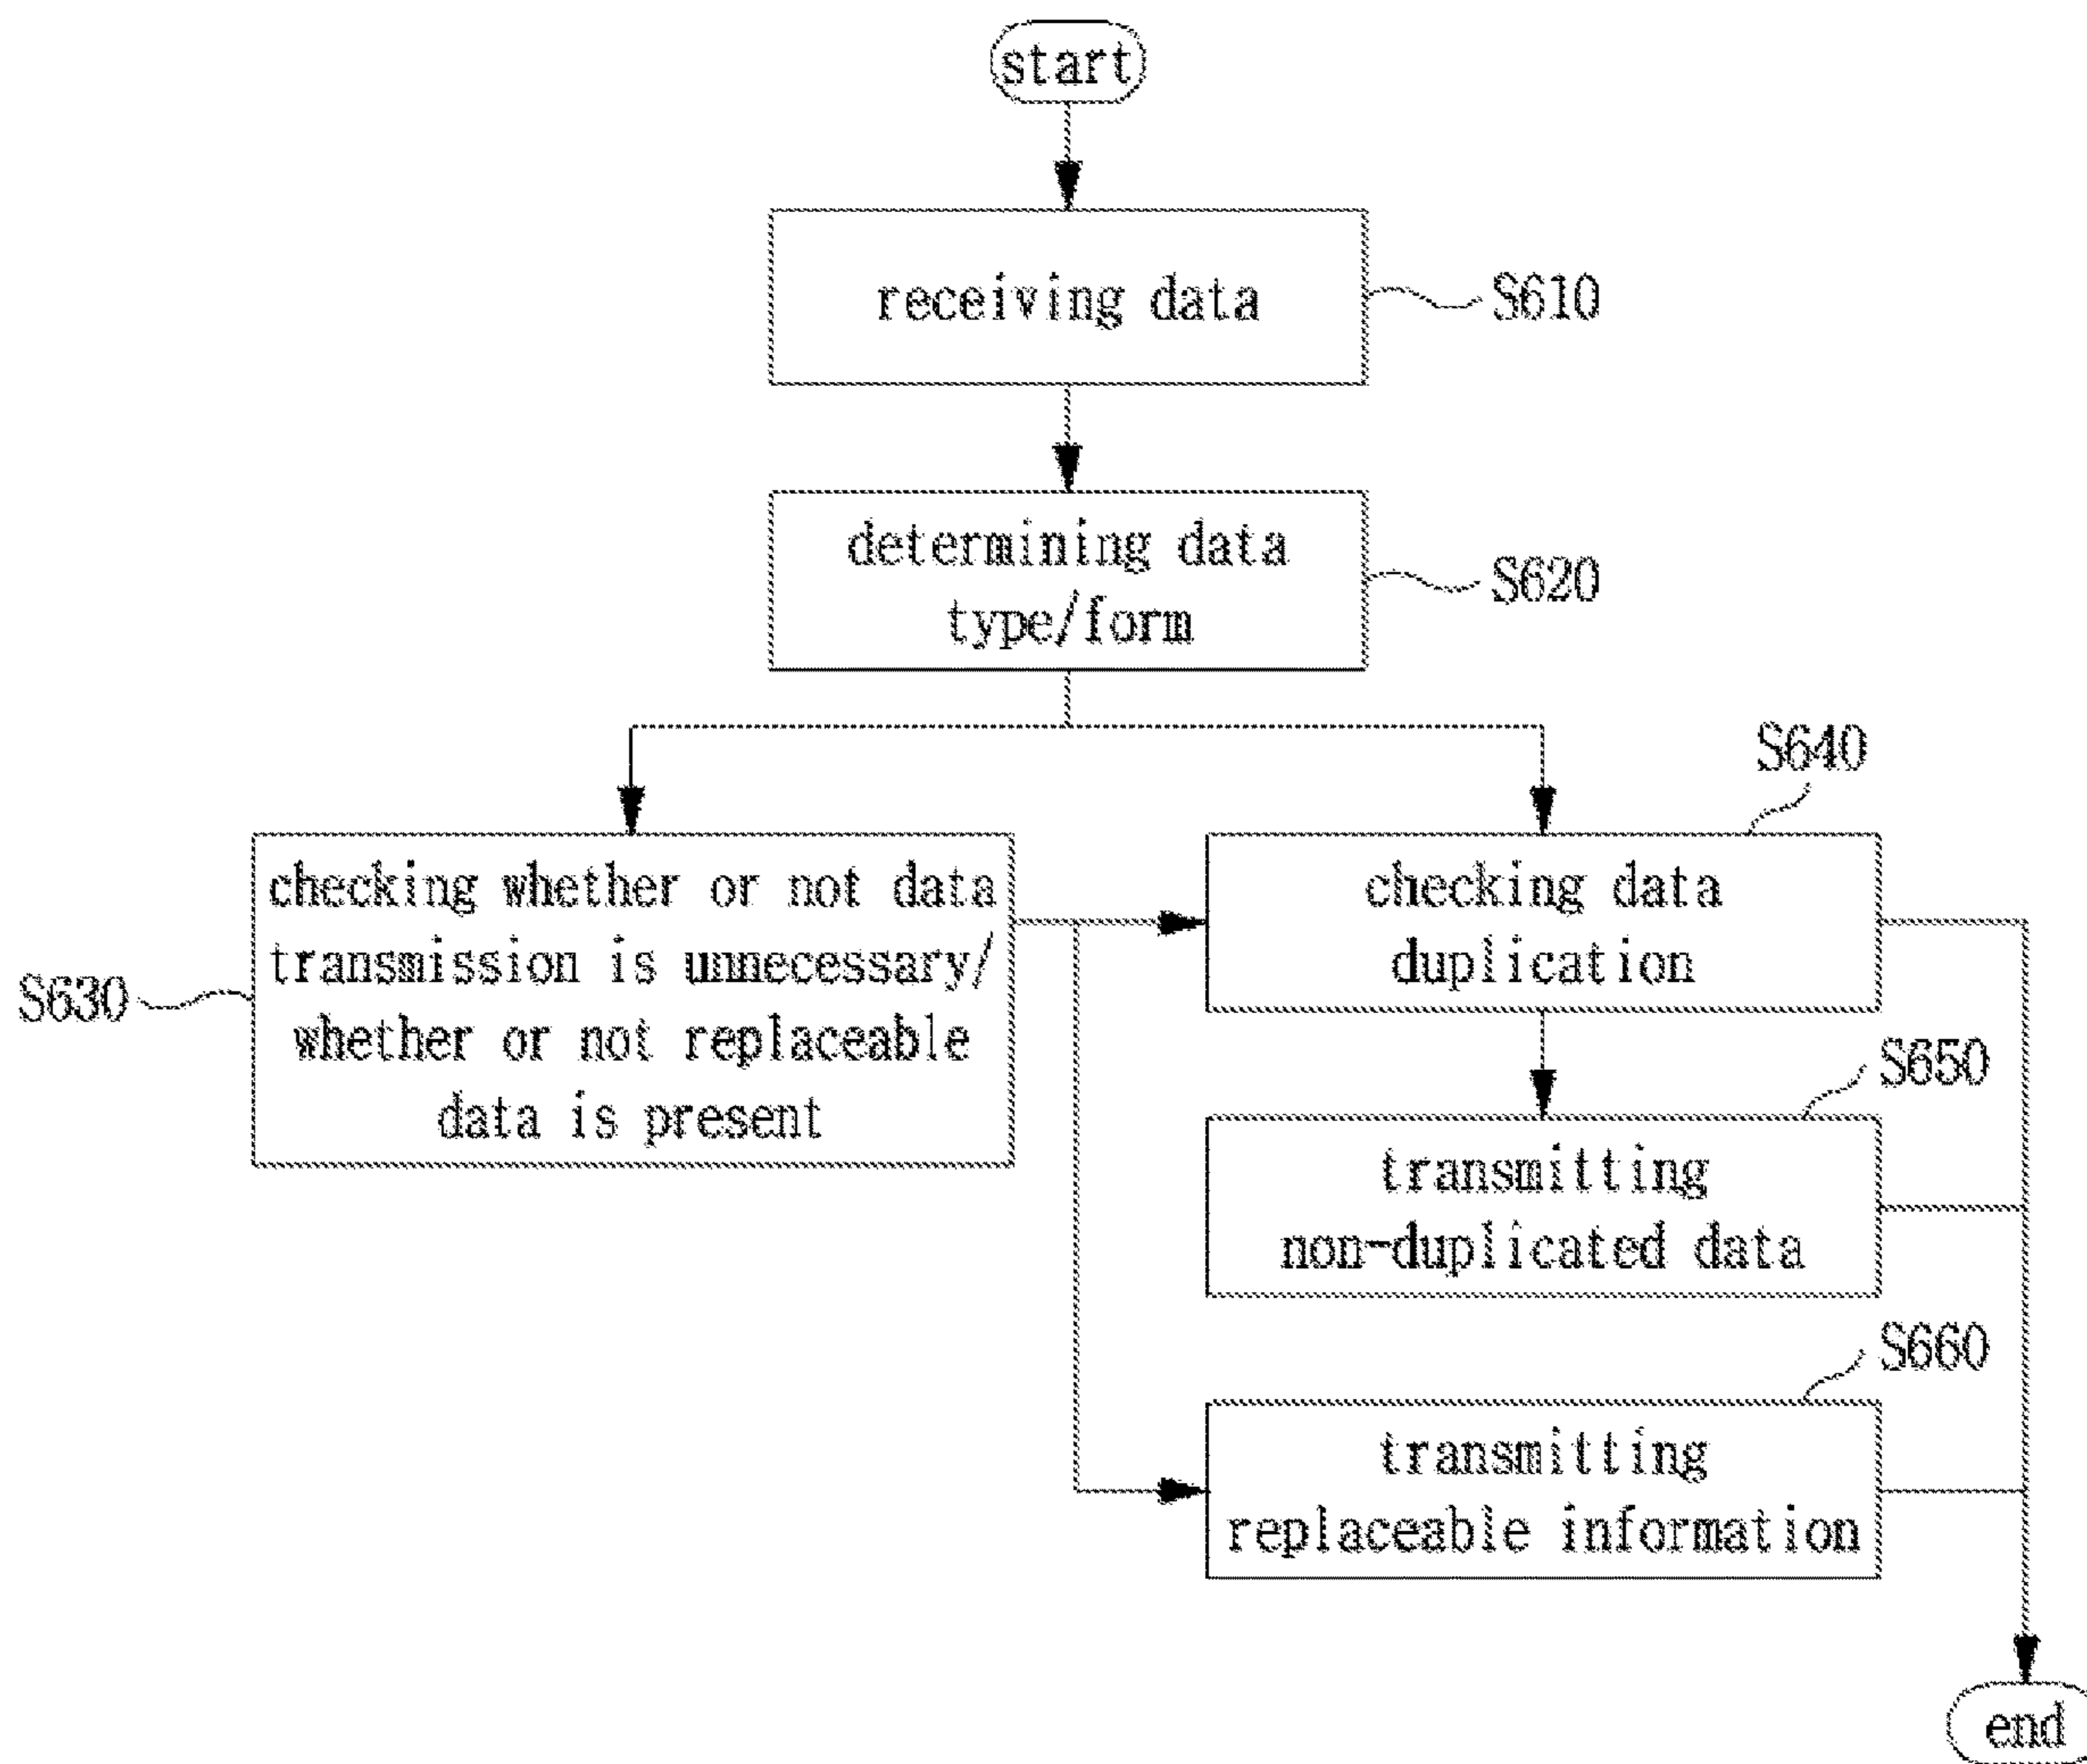 start
receiving data
S610
determining data
type/form
S620
S640
checking whether or not data
transmission is unnecessary/
whether or not replaceable
data is present
S630
checking data
duplication
S650
transmitting
non-duplicated data
S660
transmitting
replaceable information
end